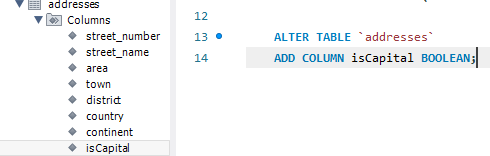 addresses
Columns
street_number
street_name
area
town
district
country
continent
isCapital
12
13 ALTER TABLE `addresses`
14 ADD COLUMN isCapital BOOLEAN;